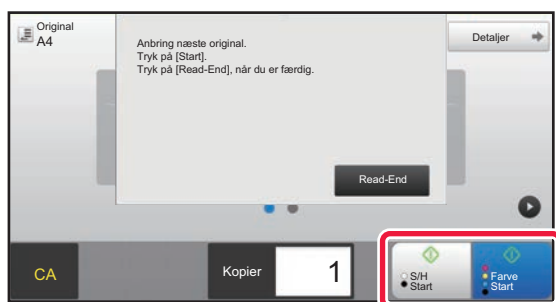 Original
A4
Anbring næste original.
Tryk på [Start].
Tryk på [Read-End], når du er færdig.
Detaljer
Read-End
CA
Kopier
1
S/H
Start
Farve
Start